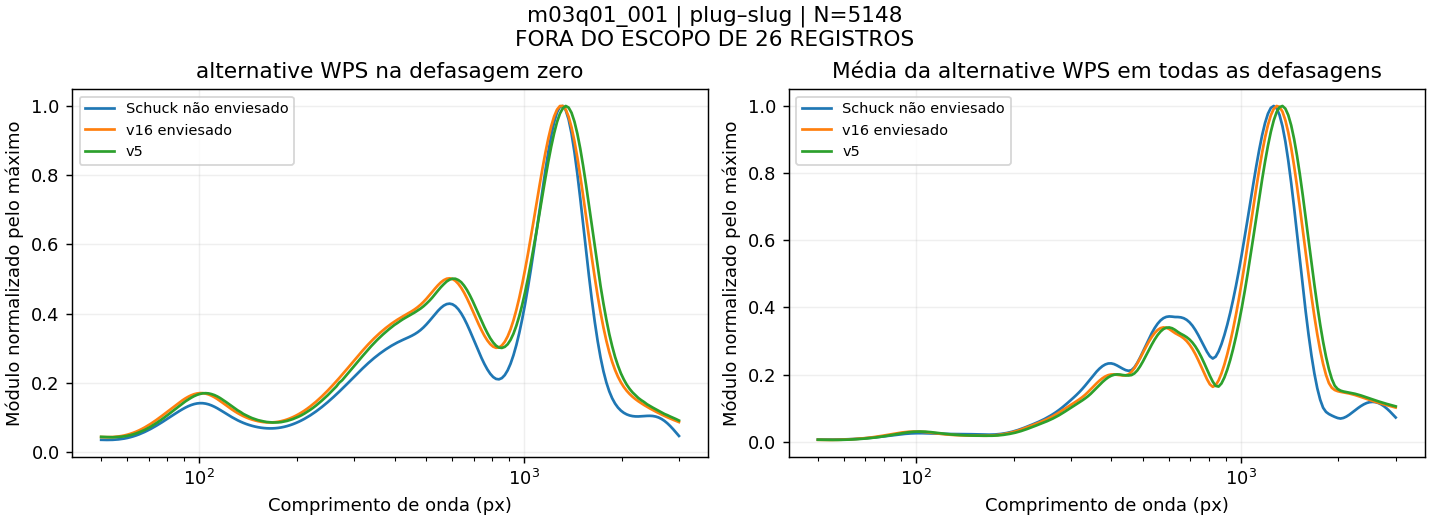 m03q01_001 | plug–slug | N=5148
FORA DO ESCOPO DE 26 REGISTROS
alternative WPS na defasagem zero
Módulo normalizado pelo máximo
1.0
0.8
0.6
0.4
0.2
0.0
Schuck não enviesado
v16 enviesado
v5
10²
10³
Comprimento de onda (px)
Média da alternative WPS em todas as defasagens
Módulo normalizado pelo máximo
1.0
0.8
0.6
0.4
0.2
0.0
Schuck não enviesado
v16 enviesado
v5
10²
10³
Comprimento de onda (px)